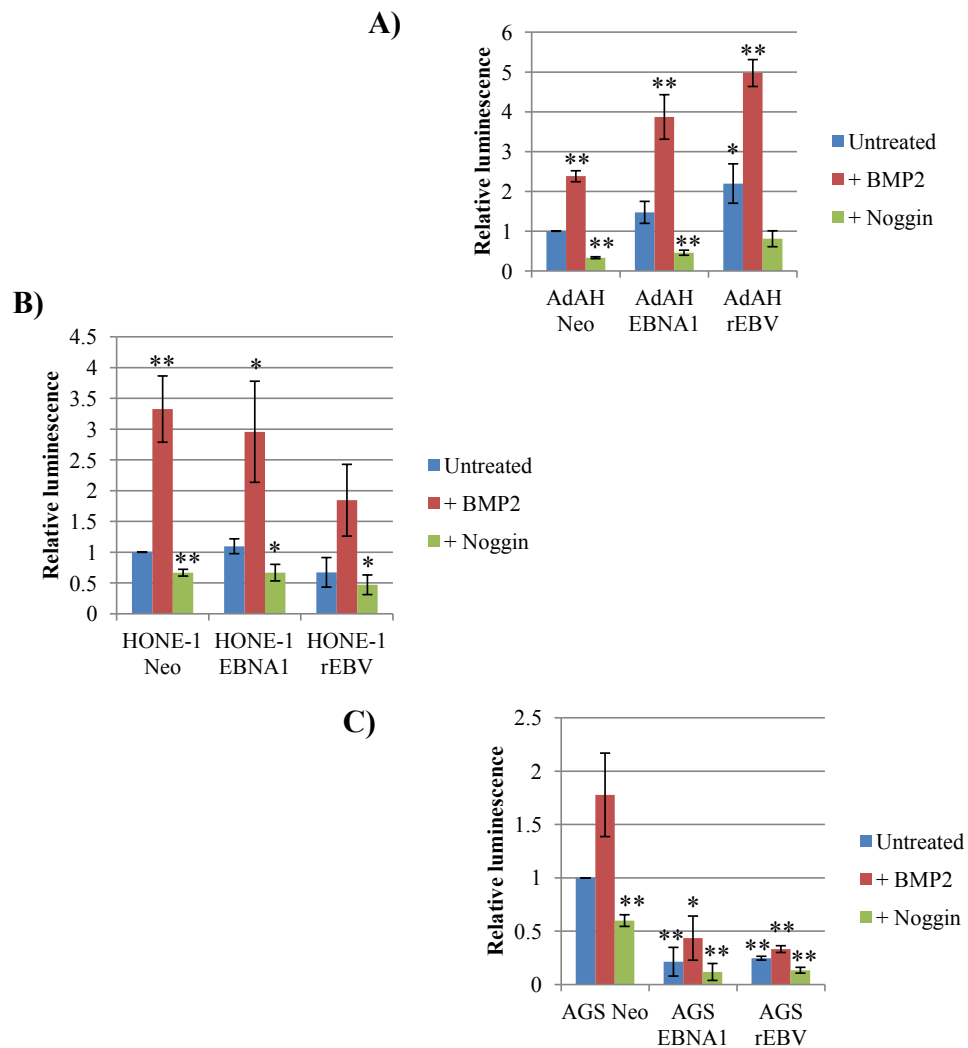 A)
Relative luminescence
6
5
4
3
2
1
0
** ** ** * ** **
AdAH Neo
AdAH EBNA1
AdAH rEBV
Untreated
+ BMP2
+ Noggin
B)
Relative luminescence
4.5
4
3.5
3
2.5
2
1.5
1
0.5
0
** * ** * *
HONE-1 Neo
HONE-1 EBNA1
HONE-1 rEBV
Untreated
+ BMP2
+ Noggin
C)
Relative luminescence
2.5
2
1.5
1
0.5
0
** ** * ** ** ** **
AGS Neo
AGS EBNA1
AGS rEBV
Untreated
+ BMP2
+ Noggin